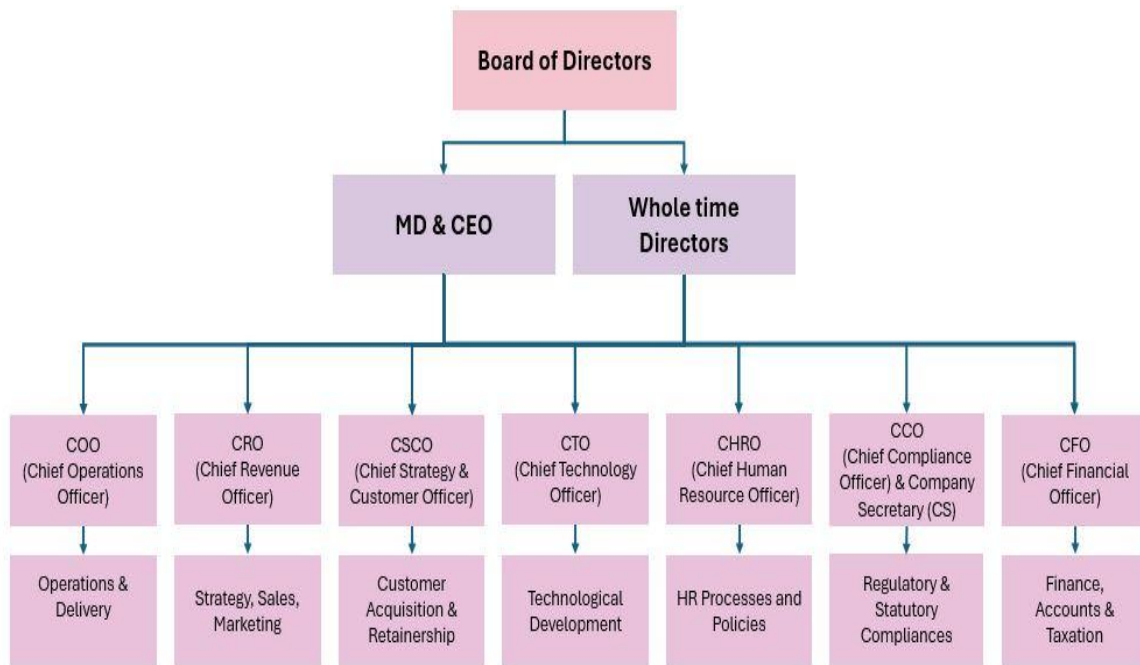 Board of Directors
MD & CEO
Whole time
Directors
COO
(Chief Operations
Officer)
CRO
(Chief Revenue
Officer)
CSCO
(Chief Strategy &
Customer Officer)
CTO
(Chief Technology
Officer)
CHRO
(Chief Human
Resource Officer)
CCO
(Chief Compliance
Officer) & Company
Secretary (CS)
CFO
(Chief Financial
Officer)
Operations &
Delivery
Strategy, Sales,
Marketing
Customer
Acquisition &
Retainership
Technological
Development
HR Processes and
Policies
Regulatory &
Statutory
Compliances
Finance,
Accounts &
Taxation